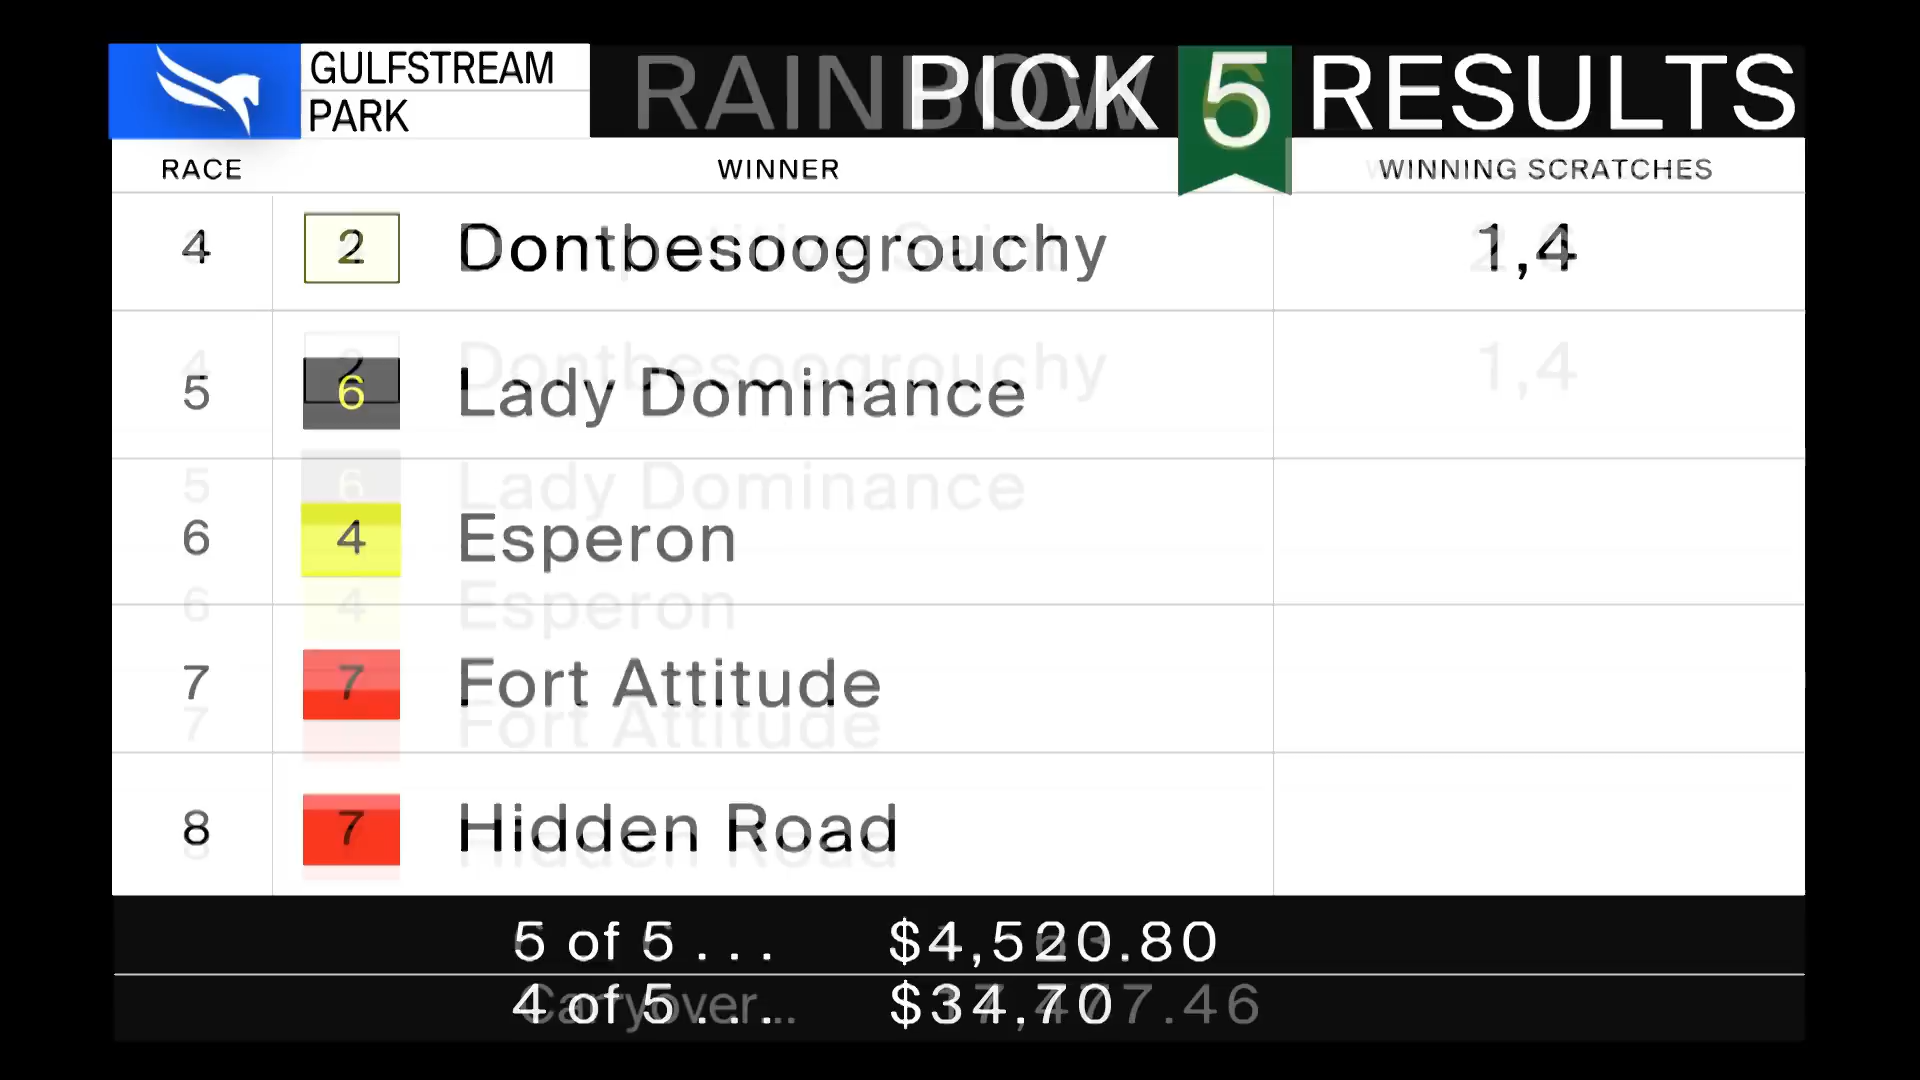 GULFSTREAM
PARK
RAINBOW PICK 5 RESULTS
RACE WINNER WINNING SCRATCHES
4 2 Dontbesoogrouchy 1,4
5 6 Lady Dominance
6 4 Esperon
7 7 Fort Attitude
8 7 Hidden Road
5 of 5 ... $4,520.80
4 of 5 ...
Carryover...